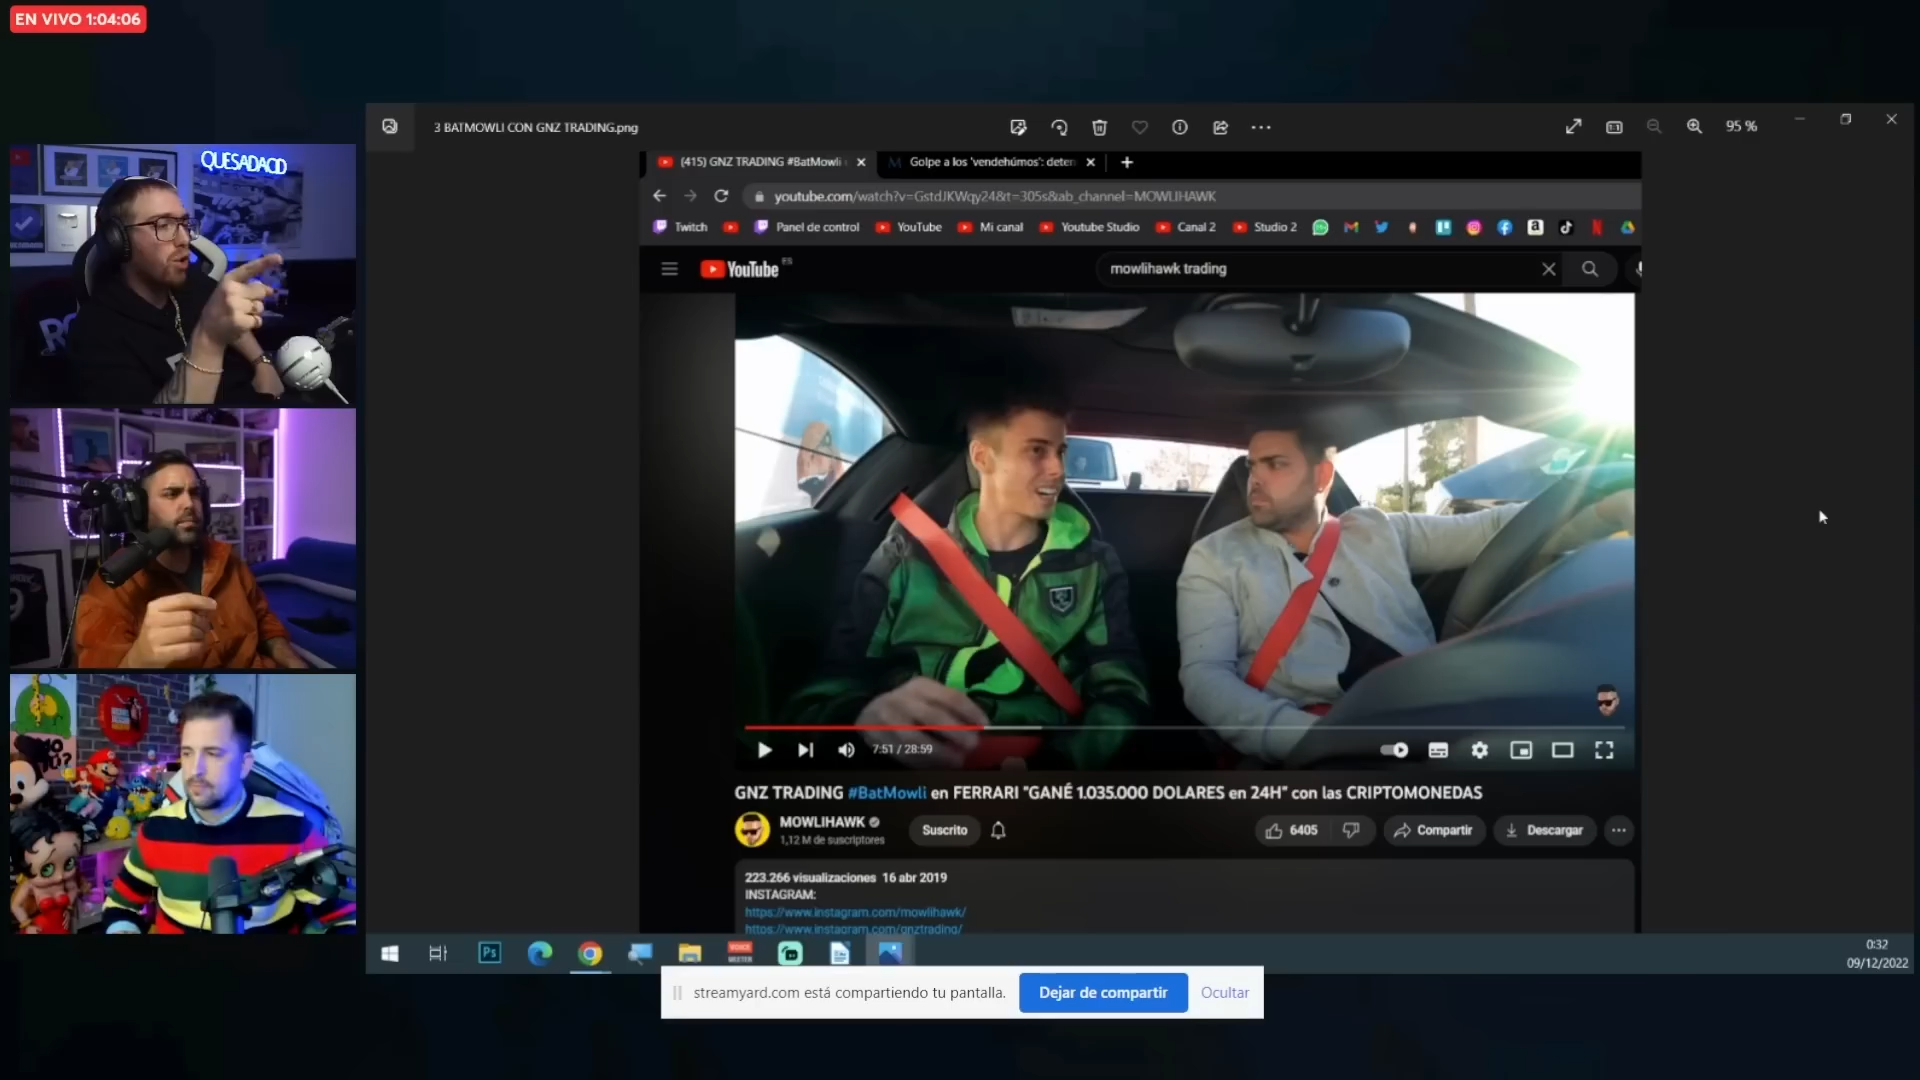 EN VIVO 1:04:06
3 BATMOWLI CON GNZ TRADING.png
95 %
QUESADACID
(415) GNZ TRADING #BatMowli
Golpe a los 'vendehúmos': deten
youtube.com/watch?v=GstdJKWqy24&t=305s&ab_channel=MOWLIHAWK
Twitch
Panel de control
YouTube
Mi canal
Youtube Studio
Canal 2
Studio 2
YouTube ES
mowlihawk trading
7:51 / 28:59
GNZ TRADING #BatMowli en FERRARI "GANÉ 1.035.000 DOLARES en 24H" con las CRIPTOMONEDAS
MOWLIHAWK
1,12 M de suscriptores
Suscrito
6405
Compartir
Descargar
223.266 visualizaciones 16 abr 2019
INSTAGRAM:
https://www.instagram.com/mowlihawk/
https://www.instagram.com/gnztrading/
Ps
VOICE
MEETER
0:32
09/12/2022
streamyard.com está compartiendo tu pantalla.
Dejar de compartir
Ocultar